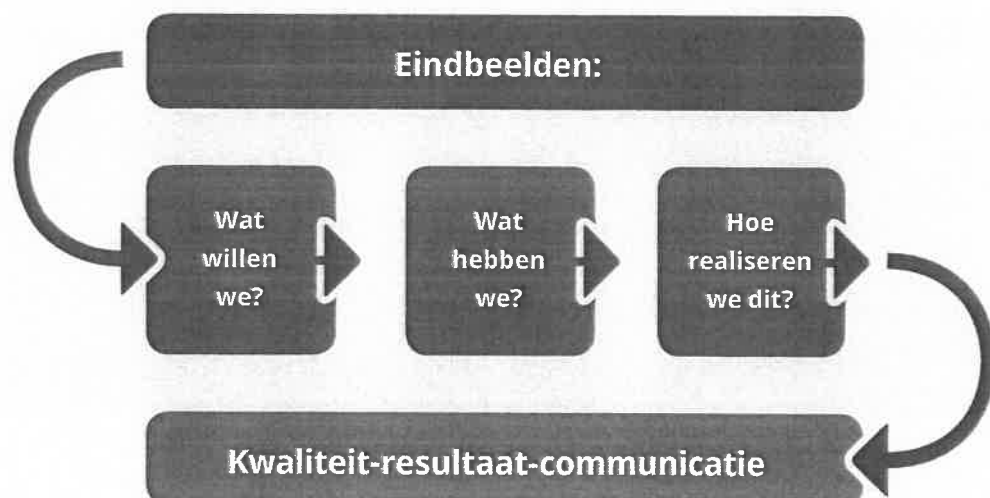 Eindbeelden:
Wat
willen
we?
Wat
hebben
we?
Hoe
realiseren
we dit?
Kwaliteit-resultaat-communicatie